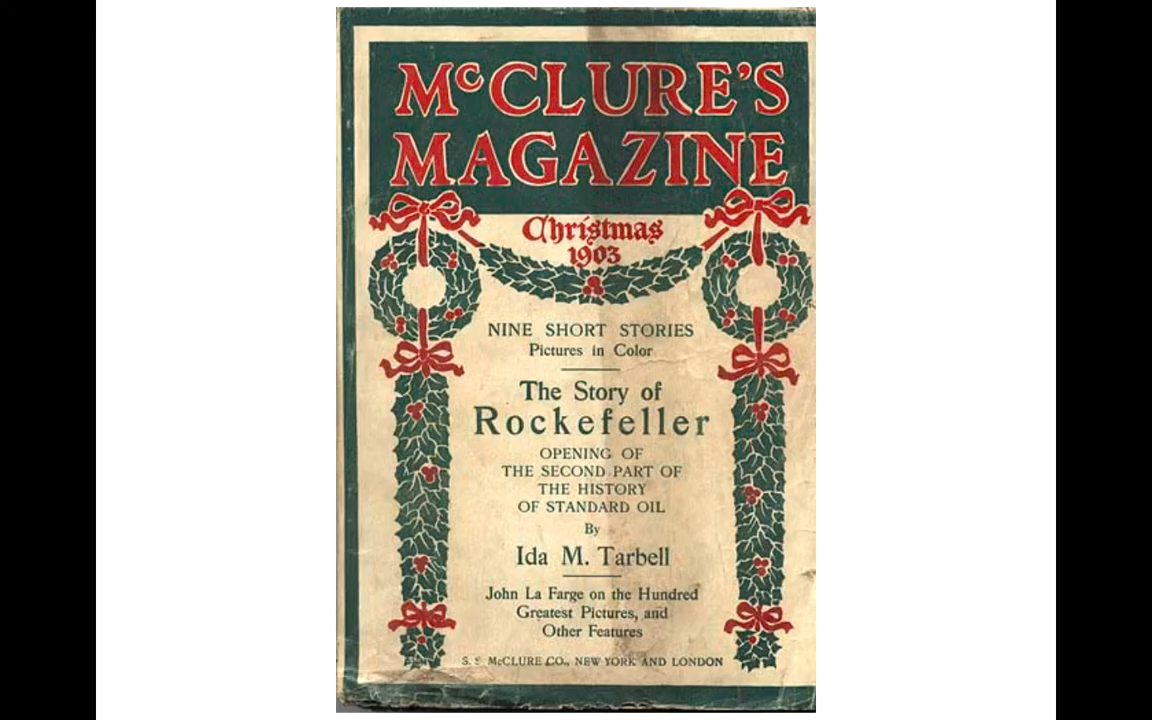 McCLURE'S
MAGAZINE
Christmas
1903
NINE SHORT STORIES
Pictures in Color
The Story of
Rockefeller
OPENING OF
THE SECOND PART OF
THE HISTORY
OF STANDARD OIL
By
Ida M. Tarbell
John La Farge on the Hundred
Greatest Pictures, and
Other Features
S. S. McCLURE CO., NEW YORK AND LONDON